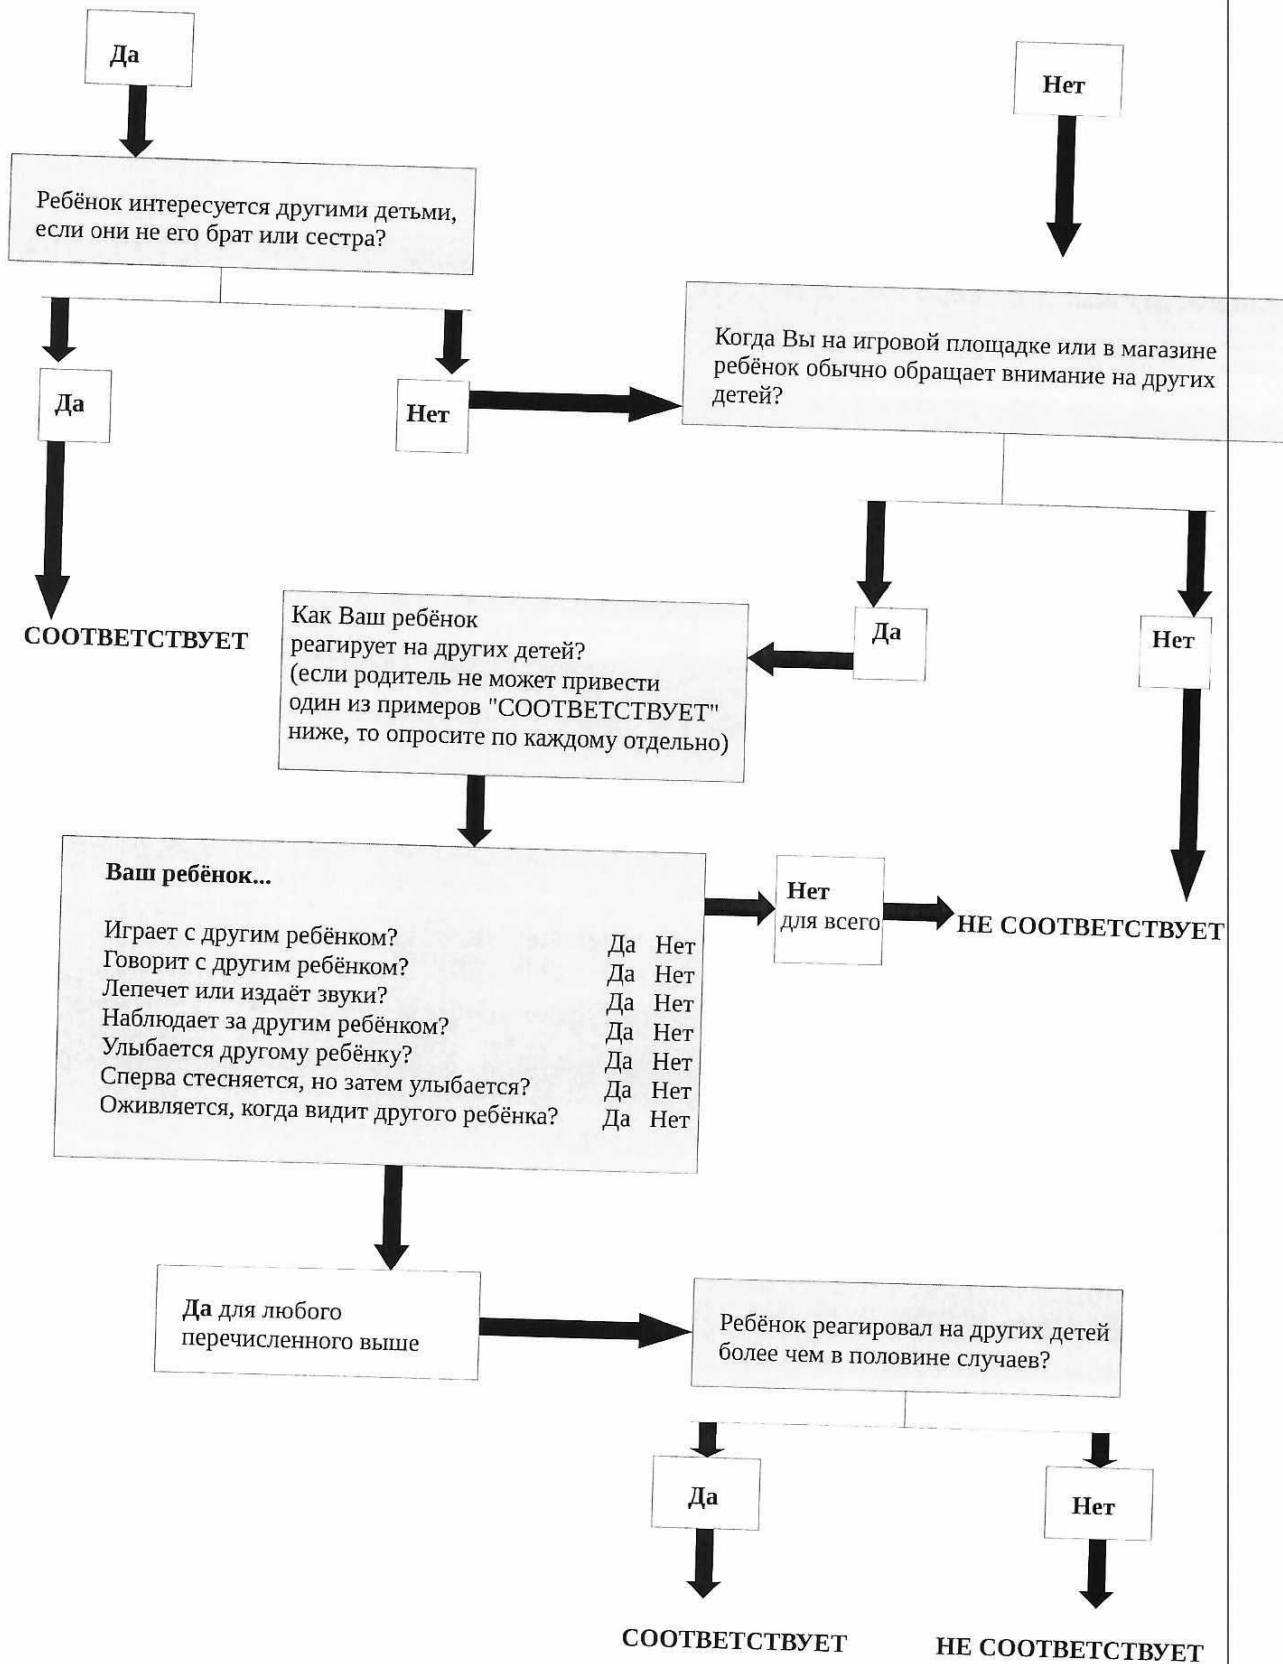 Да
Нет
Ребёнок интересуется другими детьми,
если они не его брат или сестра?
Когда Вы на игровой площадке или в магазине
ребёнок обычно обращает внимание на других
детей?
Да
Нет
СООТВЕТСТВУЕТ
Как Ваш ребёнок
реагирует на других детей?
(если родитель не может привести
один из примеров "СООТВЕТСТВУЕТ"
ниже, то опросите по каждому отдельно)
Да
Нет
Ваш ребёнок...
Играет с другим ребёнком? Да Нет
Говорит с другим ребёнком? Да Нет
Лепечет или издаёт звуки? Да Нет
Наблюдает за другим ребёнком? Да Нет
Улыбается другому ребёнку? Да Нет
Сперва стесняется, но затем улыбается? Да Нет
Оживляется, когда видит другого ребёнка? Да Нет
Нет
для всего
НЕ СООТВЕТСТВУЕТ
Да для любого
перечисленного выше
Ребёнок реагировал на других детей
более чем в половине случаев?
Да
Нет
СООТВЕТСТВУЕТ
НЕ СООТВЕТСТВУЕТ